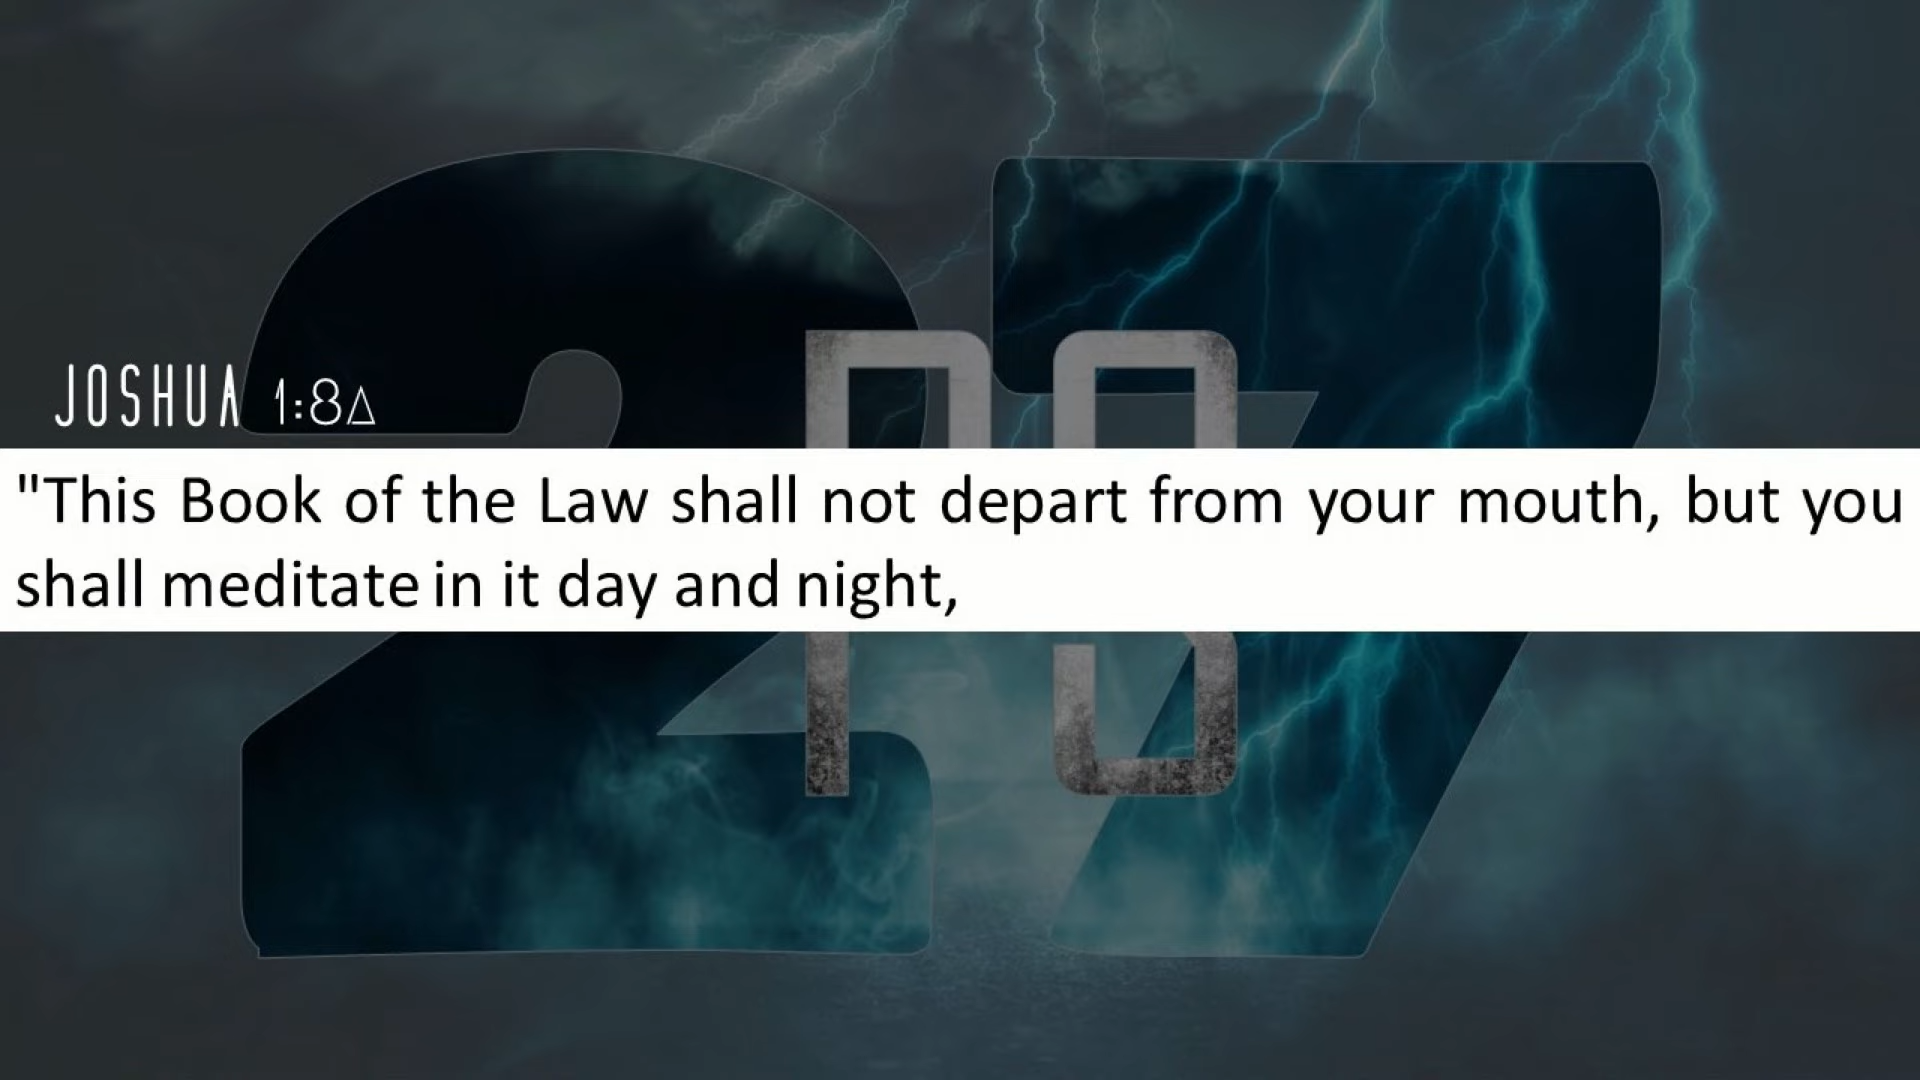 27
JOSHUA 1:8A
"This Book of the Law shall not depart from your mouth, but you
shall meditate in it day and night,